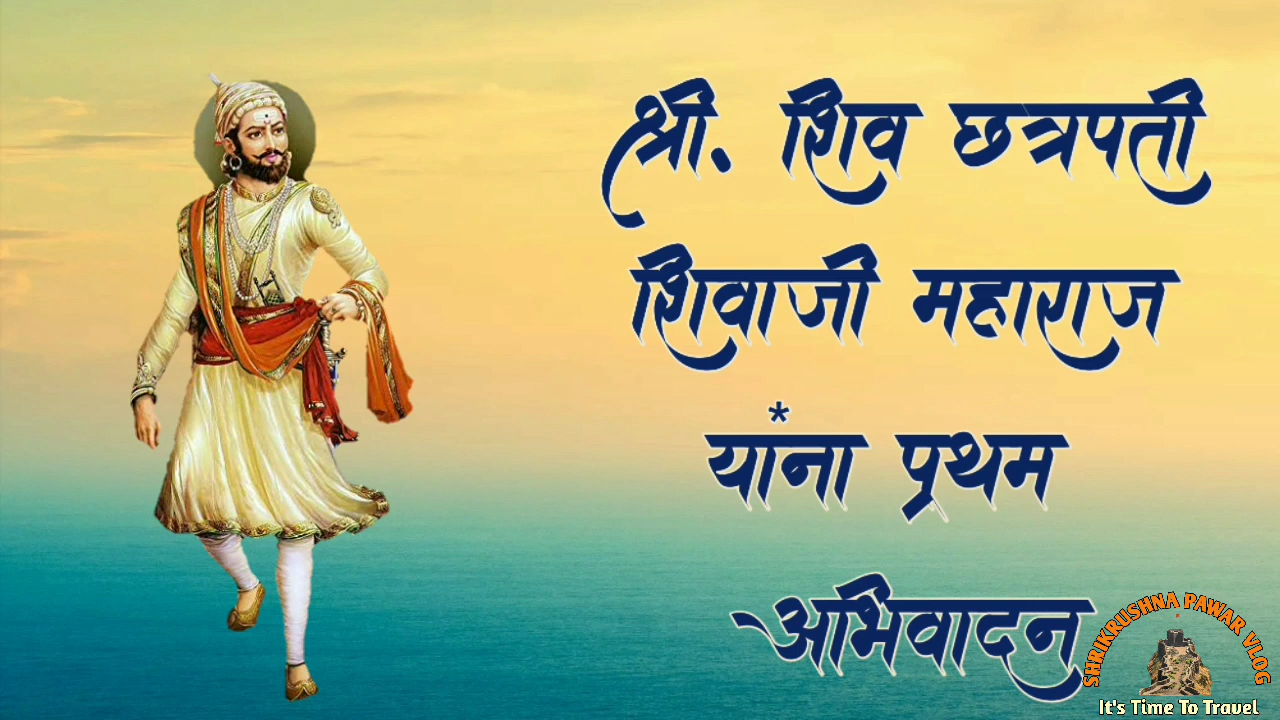 श्री. शिव छत्रपती
शिवाजी महाराज
यांना प्रथम
अभिवादन
SHRIKRUSHNA PAWAR VLOG
It's Time To Travel